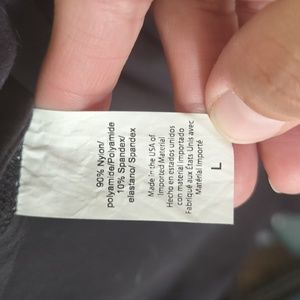 90% Nylon/
polyamide/Polyamide
10% Spandex/
elastano/ Spandex
Made in the USA of
Imported Material
Hecho en estados unidos
con material importado
Fabriqué aux États Unis avec
Matériel Importé
L